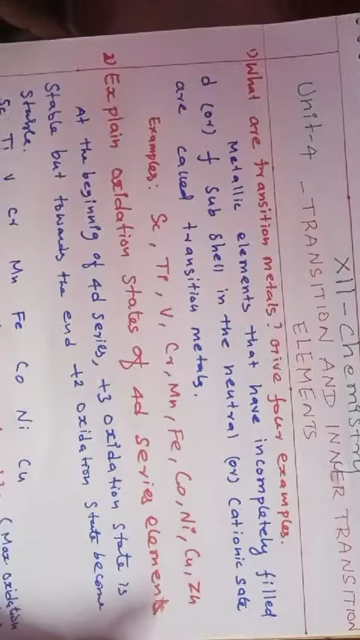 XII-Chemistry
Unit-4 - TRANSITION AND INNER TRANSITION
ELEMENTS
1) What are transition metals? Give four examples.
Metallic elements that have incompletely filled
d (or) f sub shell in the neutral (or) cationic sate
are called transition metals.
Examples: Sc, Ti, V, Cr, Mn, Fe, Co, Ni, Cu, Zn
2) Explain oxidation states of 4d series elements
At the beginning of 4d series, +3 oxidation state is
stable but towards the end +2 oxidation state become
stable.
Sc Ti V Cr Mn Fe Co Ni Cu
(Max oxidation